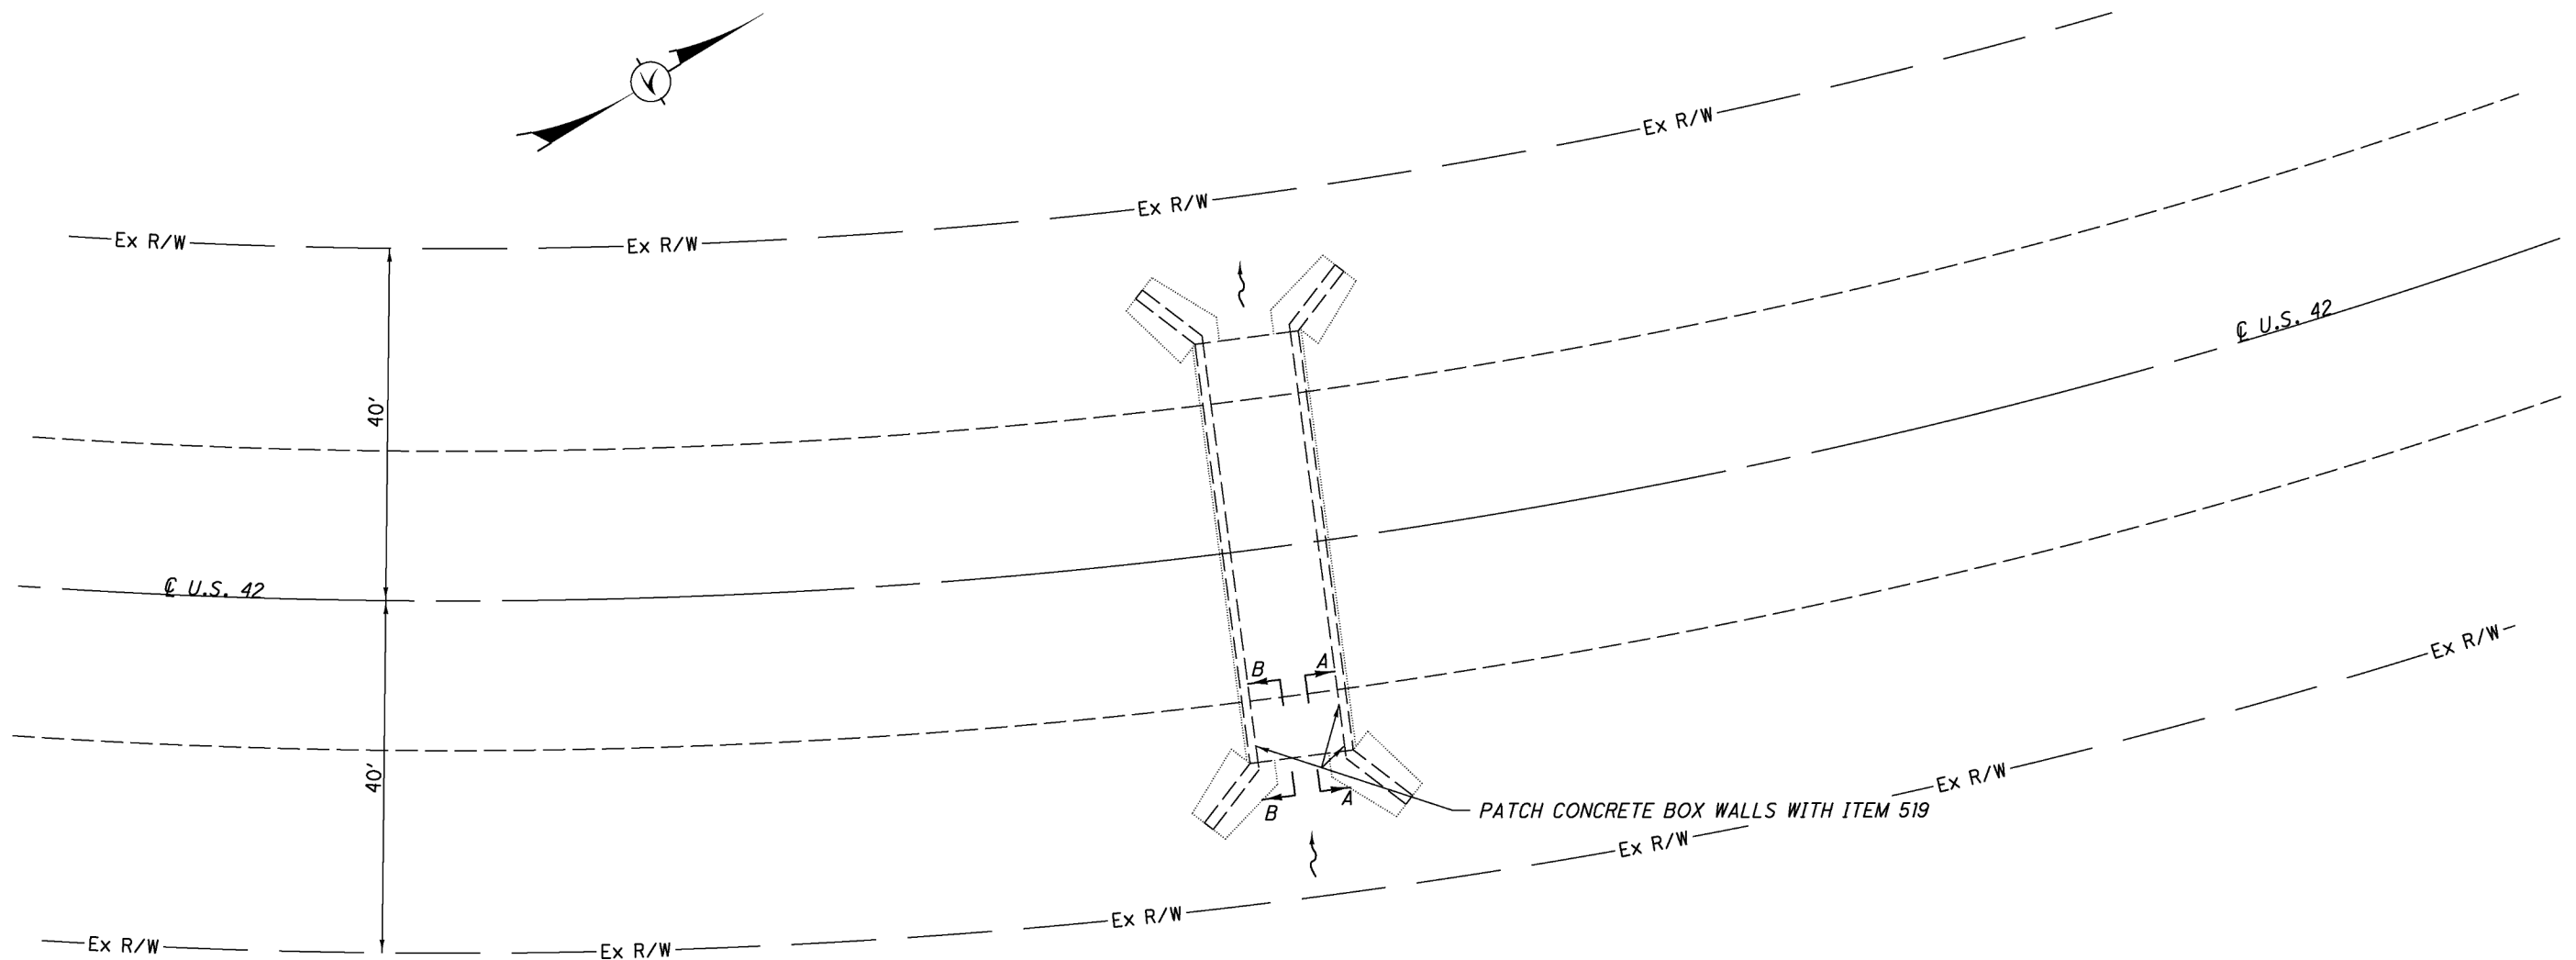 Ex R/W
Ex R/W
Ex R/W
Ex R/W
40'
℄ U.S. 42
℄ U.S. 42
40'
B
A
B
A
PATCH CONCRETE BOX WALLS WITH ITEM 519
Ex R/W
Ex R/W
Ex R/W
Ex R/W
Ex R/W
Ex R/W